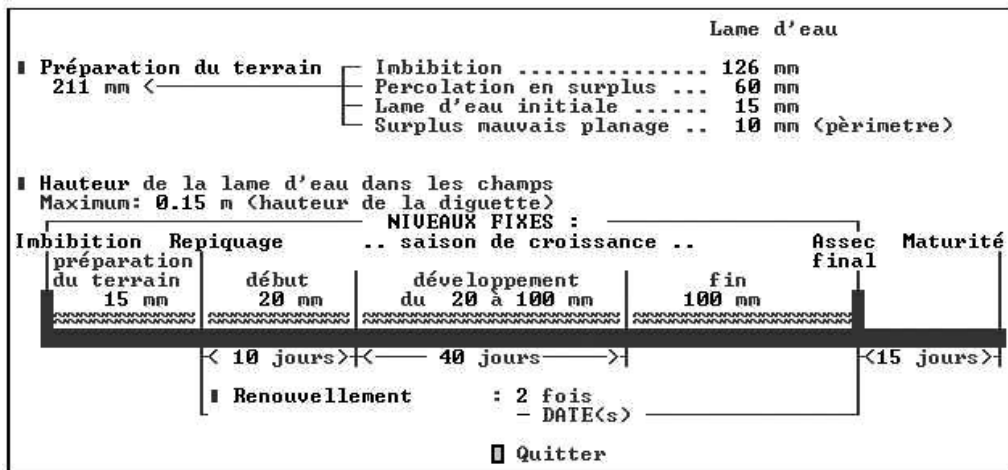 Lame d'eau
Préparation du terrain Imbibition ............... 126 mm
211 mm <── Percolation en surplus ... 60 mm
Lame d'eau initiale ...... 15 mm
Surplus mauvais planage .. 10 mm (pèrimetre)
Hauteur de la lame d'eau dans les champs
Maximum: 0.15 m (hauteur de la diguette)
NIVEAUX FIXES :
Imbibition Repiquage .. saison de croissance .. Assec Maturité
préparation final
du terrain début développement fin
15 mm 20 mm du 20 à 100 mm 100 mm
< 10 jours> < 40 jours > <15 jours>
Renouvellement : 2 fois
- DATE(s)
Quitter